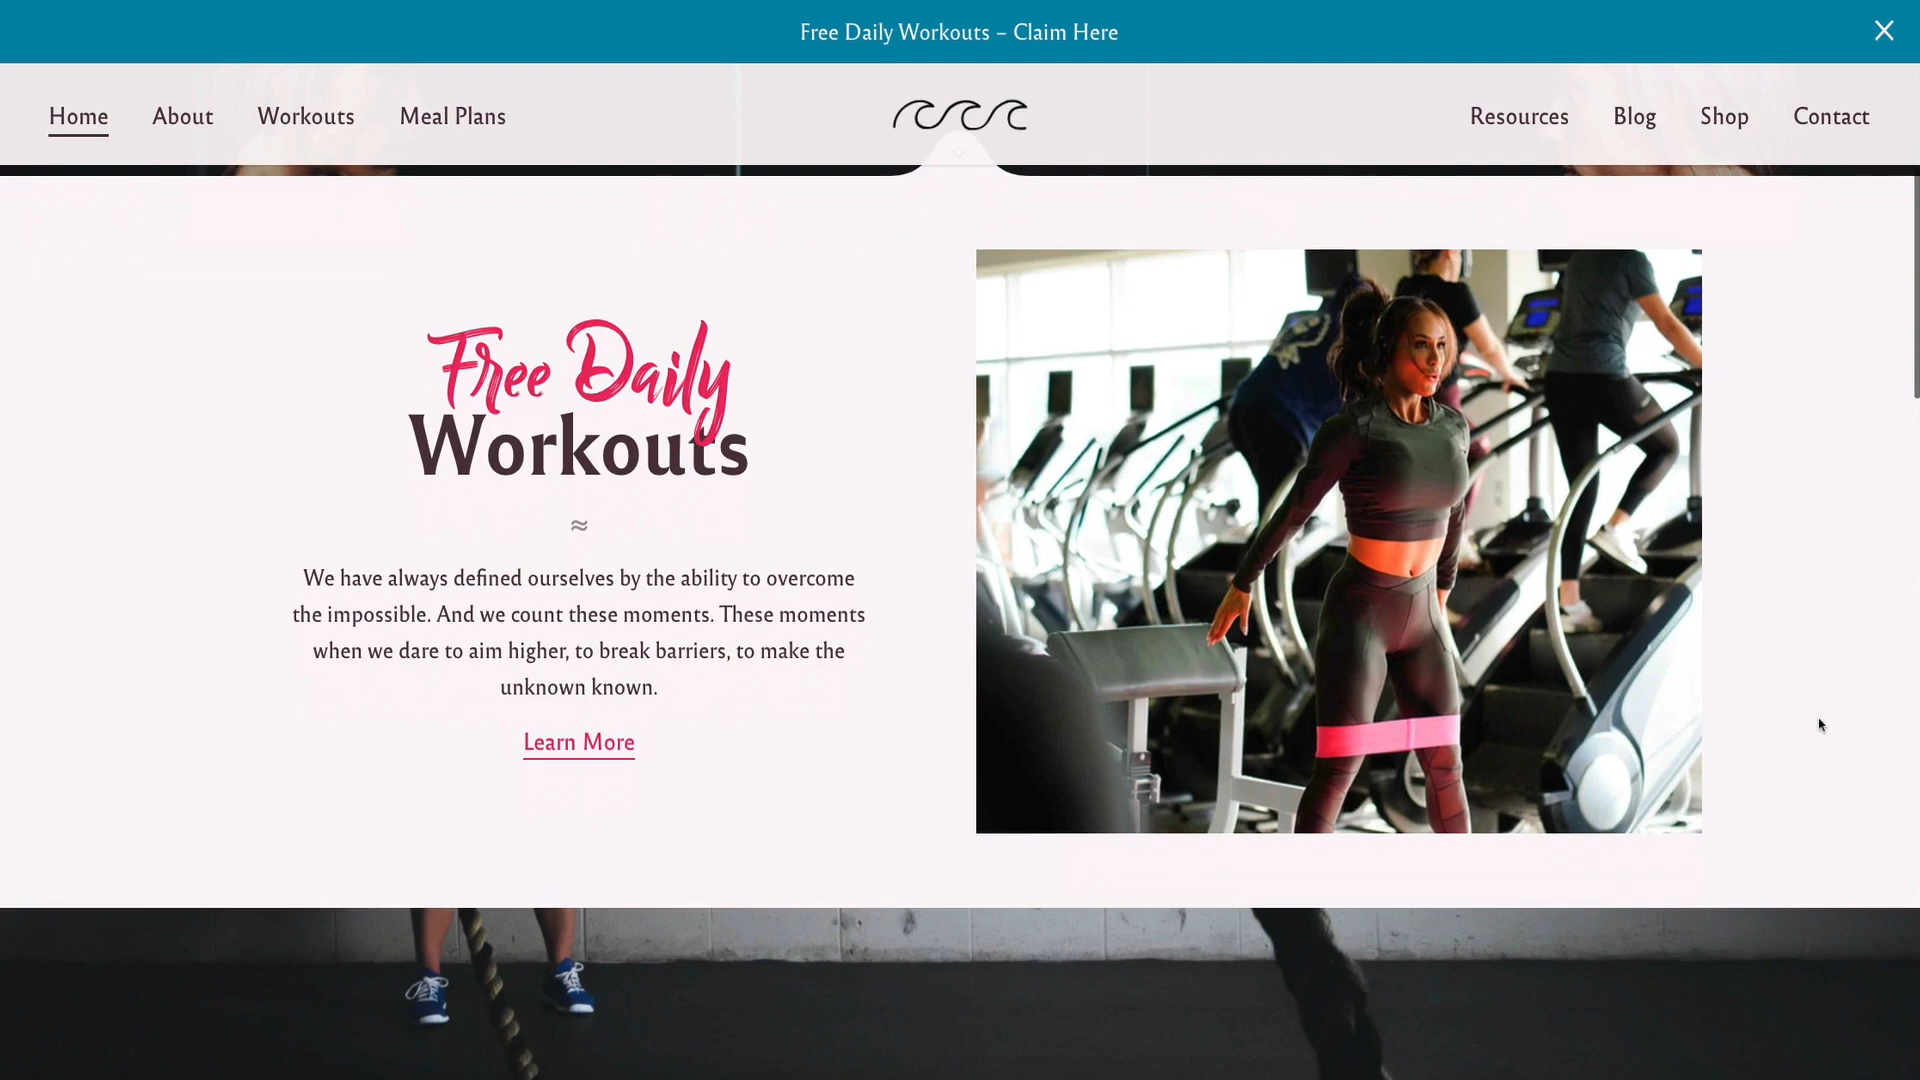 Free Daily Workouts – Claim Here
Home About Workouts Meal Plans
Resources Blog Shop Contact
Free Daily
Workouts
≈
We have always defined ourselves by the ability to overcome
the impossible. And we count these moments. These moments
when we dare to aim higher, to break barriers, to make the
unknown known.
Learn More